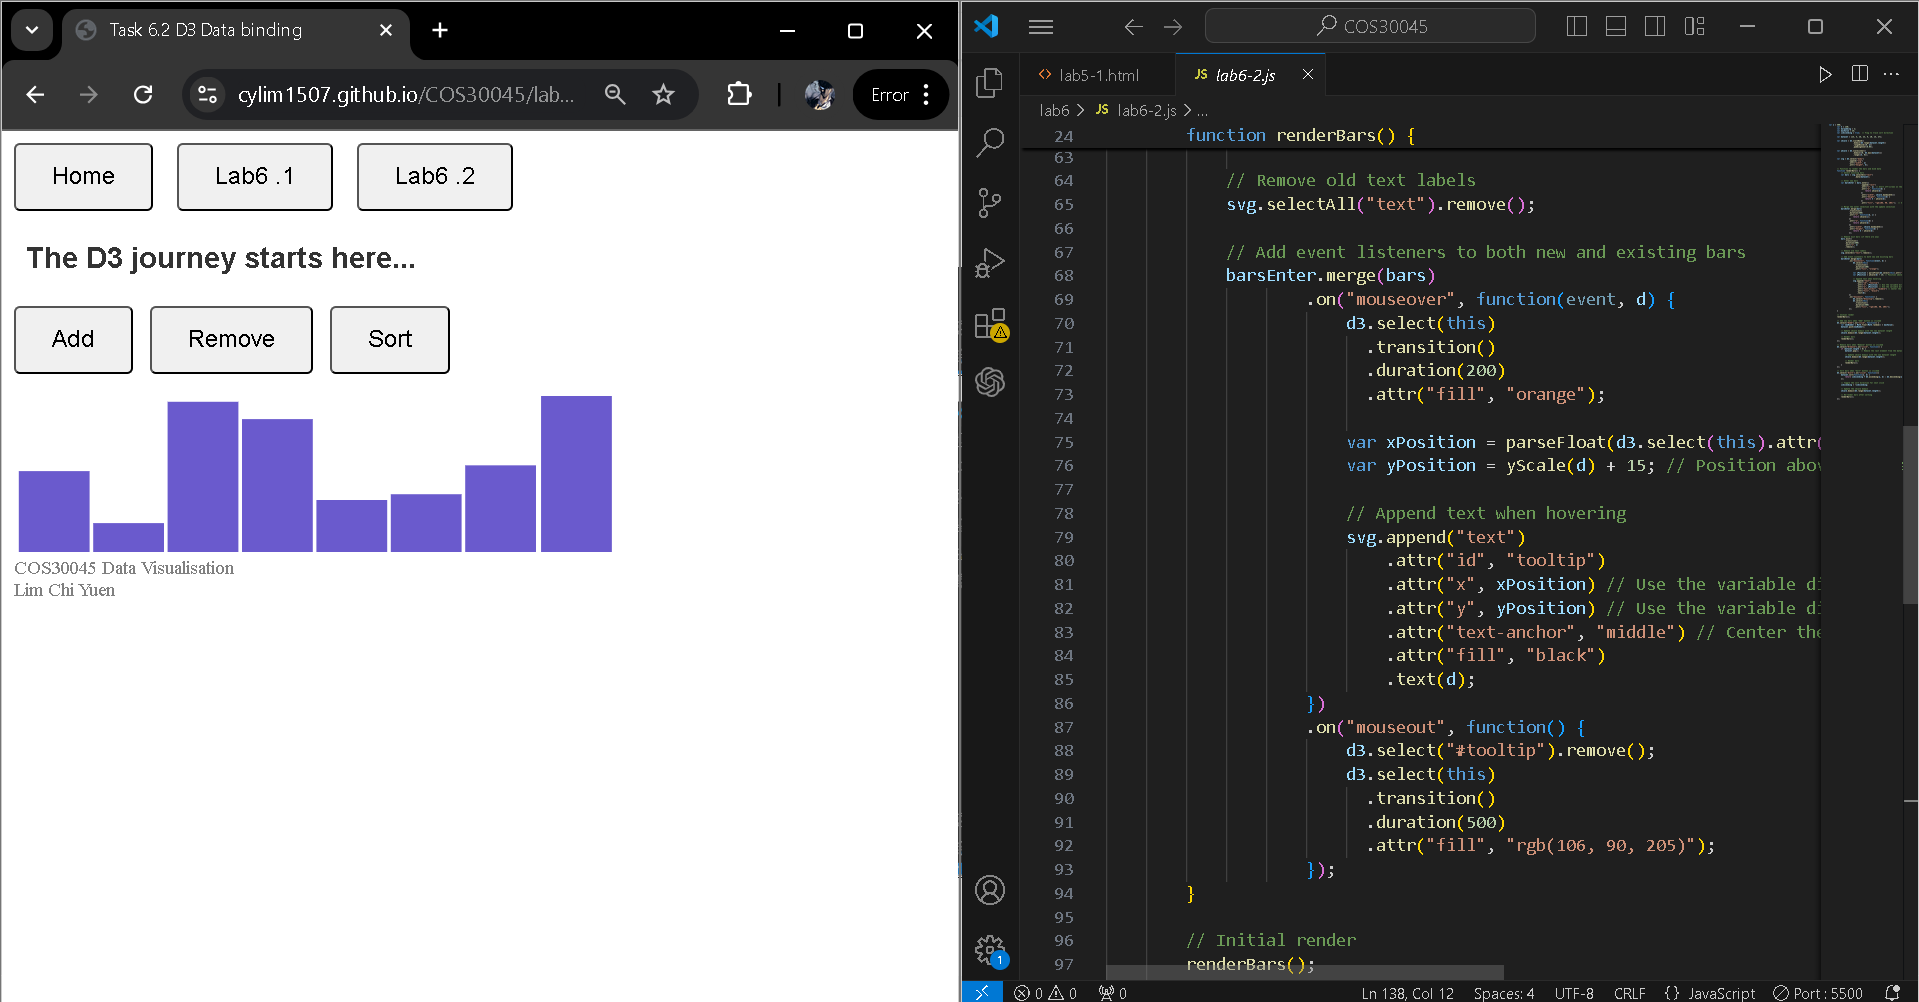 Task 6.2 D3 Data binding
cylim1507.github.io/COS30045/lab...
Error
Home
Lab6 .1
Lab6 .2
The D3 journey starts here...
Add
Remove
Sort
COS30045 Data Visualisation
Lim Chi Yuen
COS30045
lab5-1.html
JS lab6-2.js
lab6 > JS lab6-2.js > ...
24 function renderBars() {
63
64 // Remove old text labels
65 svg.selectAll("text").remove();
66
67 // Add event listeners to both new and existing bars
68 barsEnter.merge(bars)
69 .on("mouseover", function(event, d) {
70 d3.select(this)
71 .transition()
72 .duration(200)
73 .attr("fill", "orange");
74
75 var xPosition = parseFloat(d3.select(this).attr(
76 var yPosition = yScale(d) + 15; // Position abov
77
78 // Append text when hovering
79 svg.append("text")
80 .attr("id", "tooltip")
81 .attr("x", xPosition) // Use the variable di
82 .attr("y", yPosition) // Use the variable di
83 .attr("text-anchor", "middle") // Center the
84 .attr("fill", "black")
85 .text(d);
86 })
87 .on("mouseout", function() {
88 d3.select("#tooltip").remove();
89 d3.select(this)
90 .transition()
91 .duration(500)
92 .attr("fill", "rgb(106, 90, 205)");
93 });
94 }
95
96 // Initial render
97 renderBars();
1
0 0 0 Ln 138, Col 12 Spaces: 4 UTF-8 CRLF {} JavaScript Port : 5500